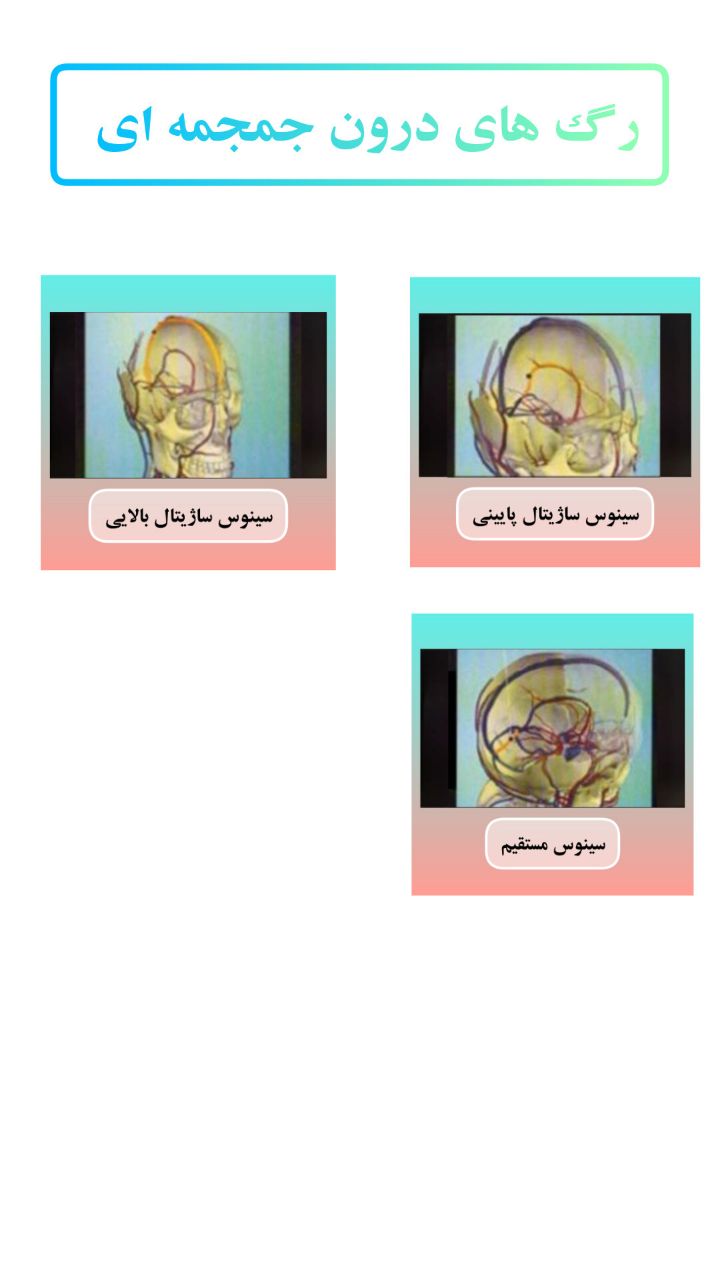 رگ های درون جمجمه ای
سینوس ساژیتال پایینی
سینوس ساژیتال بالایی
سینوس مستقیم